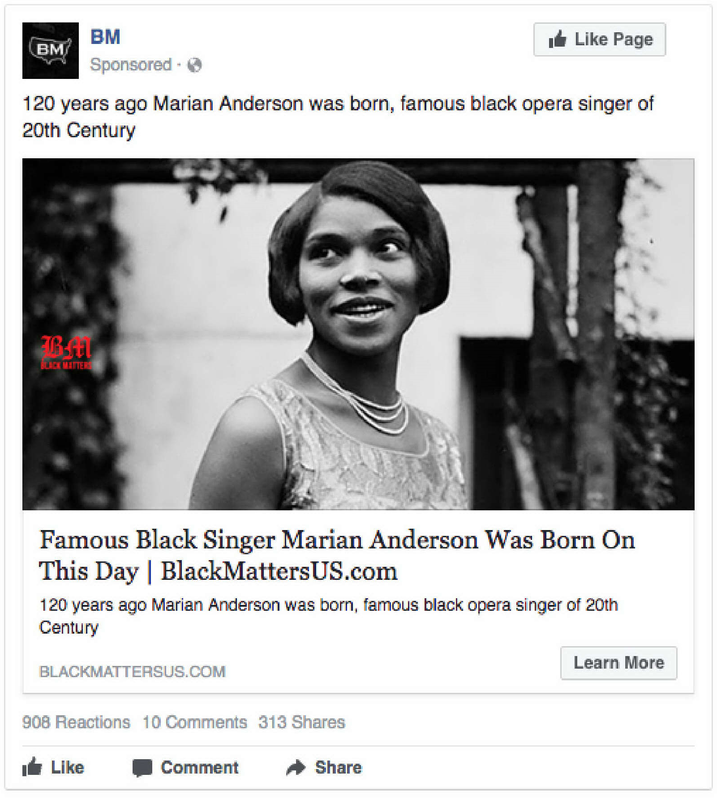 BM
BM
Like Page
Sponsored ·
120 years ago Marian Anderson was born, famous black opera singer of
20th Century
BM
BLACK MATTERS
Famous Black Singer Marian Anderson Was Born On
This Day | BlackMattersUS.com
120 years ago Marian Anderson was born, famous black opera singer of 20th
Century
BLACKMATTERSUS.COM
Learn More
908 Reactions 10 Comments 313 Shares
Like Comment Share